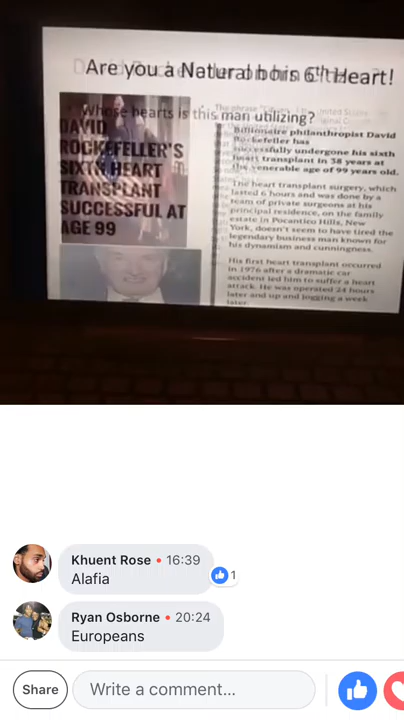 Are you a Natural born 6th Heart!
Whose hearts is this man utilizing?
DAVID
ROCKEFELLER'S
SIXTH HEART
TRANSPLANT
SUCCESSFUL AT
AGE 99
Billionaire philanthropist David
Rockefeller has
successfully undergone his sixth
heart transplant in 38 years at
the venerable age of 99 years old.
The heart transplant surgery, which
lasted 6 hours and was done by a
team of private surgeons at his
principal residence, on the family
estate in Pocantico Hills, New
York, doesn't seem to have tired the
legendary business man known for
his dynamism and cunningness.
His first heart transplant occurred
in 1976 after a dramatic car
accident led him to suffer a heart
attack. He was operated 24 hours
later and up and jogging a week
later.
Khuent Rose • 16:39
Alafia
1
Ryan Osborne • 20:24
Europeans
Share
Write a comment...